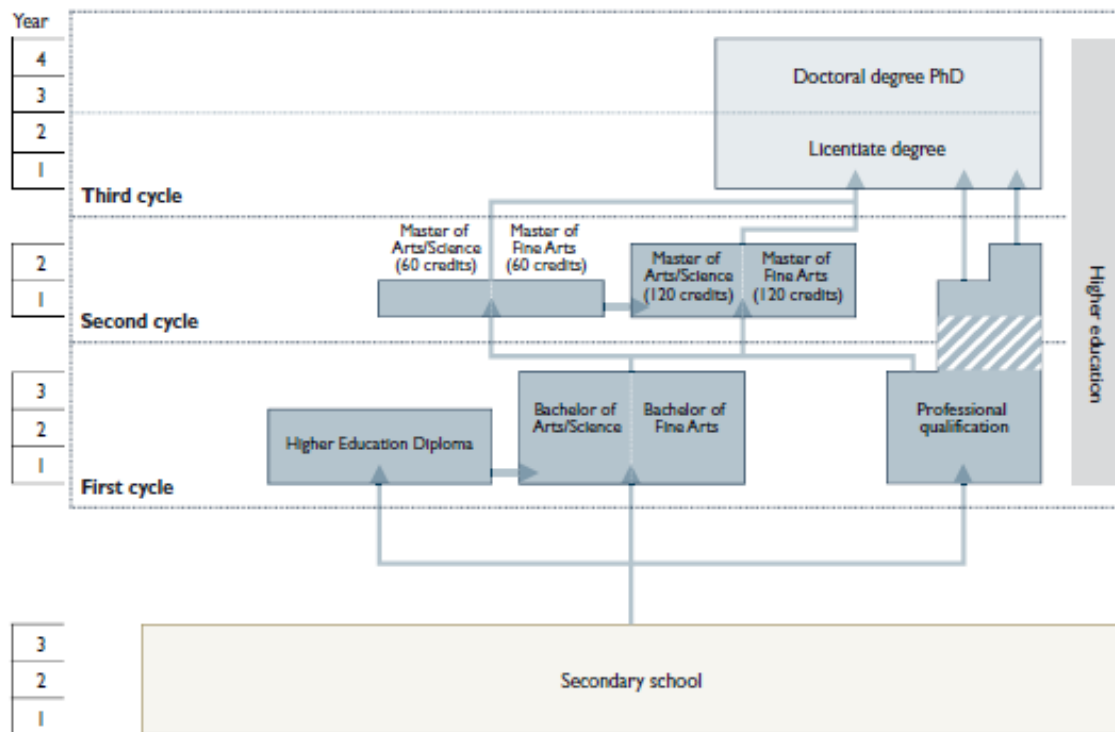 Year
4
3
2
1
Doctoral degree PhD
Licentiate degree
Third cycle
2
1
Master of
Arts/Science
(60 credits)
Master of
Fine Arts
(60 credits)
Master of
Arts/Science
(120 credits)
Master of
Fine Arts
(120 credits)
Second cycle
Higher education
3
2
1
Higher Education Diploma
Bachelor of
Arts/Science
Bachelor of
Fine Arts
Professional
qualification
First cycle
3
2
1
Secondary school